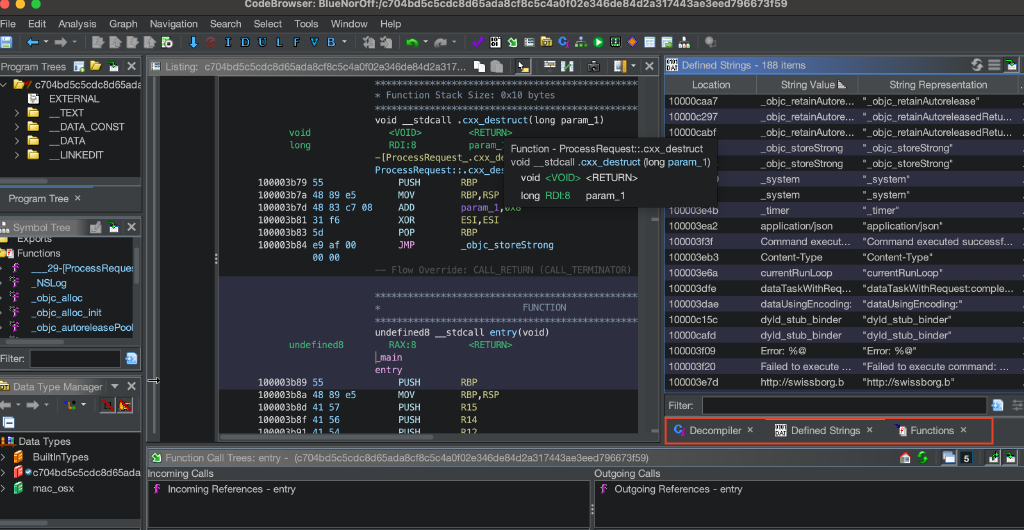 CodeBrowser: BlueNorOff:/c704bd5c5cdc8d65ada8cf8c5c4a0f02e346de84d2a317443ae3eed796673f59
File Edit Analysis Graph Navigation Search Select Tools Window Help
I D U L F V B
Program Trees
c704bd5c5cdc8d65ada
EXTERNAL
__TEXT
__DATA_CONST
__DATA
__LINKEDIT
Program Tree ×
Symbol Tree
Exports
Functions
___29-[ProcessReques
_NSLog
_objc_alloc
_objc_alloc_init
_objc_autoreleasePool
Filter:
Data Type Manager
Data Types
BuiltInTypes
c704bd5c5cdc8d65ada
mac_osx
Listing: c704bd5c5cdc8d65ada8cf8c5c4a0f02e346de84d2a317...
************************************************
* Function Stack Size: 0x10 bytes
************************************************
void __stdcall .cxx_destruct(long param_1)
void <VOID> <RETURN>
long RDI:8 param_
-[ProcessRequest_.cxx_de
ProcessRequest::.cxx_des
100003b79 55 PUSH RBP
100003b7a 48 89 e5 MOV RBP,RSP
100003b7d 48 83 c7 08 ADD param_1,0x8
100003b81 31 f6 XOR ESI,ESI
100003b83 5d POP RBP
100003b84 e9 af 00 JMP _objc_storeStrong
00 00
-- Flow Override: CALL_RETURN (CALL_TERMINATOR)
************************************************
* FUNCTION
************************************************
undefined8 __stdcall entry(void)
undefined8 RAX:8 <RETURN>
_main
entry
100003b89 55 PUSH RBP
100003b8a 48 89 e5 MOV RBP,RSP
100003b8d 41 57 PUSH R15
100003b8f 41 56 PUSH R14
100003b91 41 54 PUSH R12
Function - ProcessRequest::.cxx_destruct
void __stdcall .cxx_destruct (long param_1)
void <VOID> <RETURN>
long RDI:8 param_1
Defined Strings - 188 items
Location String Value String Representation
10000caa7 _objc_retainAutore... "_objc_retainAutorelease"
10000c297 _objc_retainAutore... "_objc_retainAutoreleasedRetu...
10000cabf _objc_retainAutore... "_objc_retainAutoreleasedRetu...
_objc_storeStrong "_objc_storeStrong"
_objc_storeStrong "_objc_storeStrong"
_system "_system"
_system "_system"
100003e4b _timer "_timer"
100003ea2 application/json "application/json"
100003f3f Command execut... "Command executed successf...
100003eb3 Content-Type "Content-Type"
100003e6a currentRunLoop "currentRunLoop"
100003dfe dataTaskWithReq... "dataTaskWithRequest:comple...
100003dae dataUsingEncoding: "dataUsingEncoding:"
10000c15c dyld_stub_binder "dyld_stub_binder"
10000cafd dyld_stub_binder "dyld_stub_binder"
100003f09 Error: %@ "Error: %@"
100003f20 Failed to execute ... "Failed to execute command: ...
100003e7d http://swissborg.b "http://swissborg.b
Filter:
Decompiler × Defined Strings × Functions ×
Function Call Trees: entry - (c704bd5c5cdc8d65ada8cf8c5c4a0f02e346de84d2a317443ae3eed796673f59)
5
Incoming Calls Outgoing Calls
Incoming References - entry Outgoing References - entry